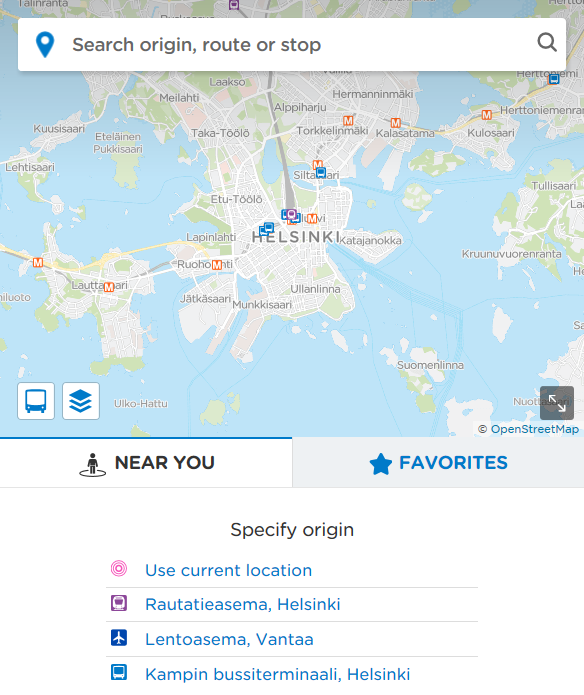 Talinranta
Search origin, route or stop
Laakso
Vallila
Herttoniemi
Meilahti
Hermanninmäki
Alppiharju
Herttoniemenranta
Kuusisaari
Taka-Töölö
Torkkelinmäki
Kalasatama
Kulosaari
Eteläinen
Pukkisaari
Lehtisaari
Siltasaari
Tullisaari
Etu-Töölö
Lapinlahti
HELSINKI
Katajanokka
Kruunuvuorenranta
Ruoholahti
Lauttasaari
Ullanlinna
Jätkäsaari
Munkkisaari
Suomenlinna
Ulko-Hattu
© OpenStreetMap
NEAR YOU
FAVORITES
Specify origin
Use current location
Rautatieasema, Helsinki
Lentoasema, Vantaa
Kampin bussiterminaali, Helsinki